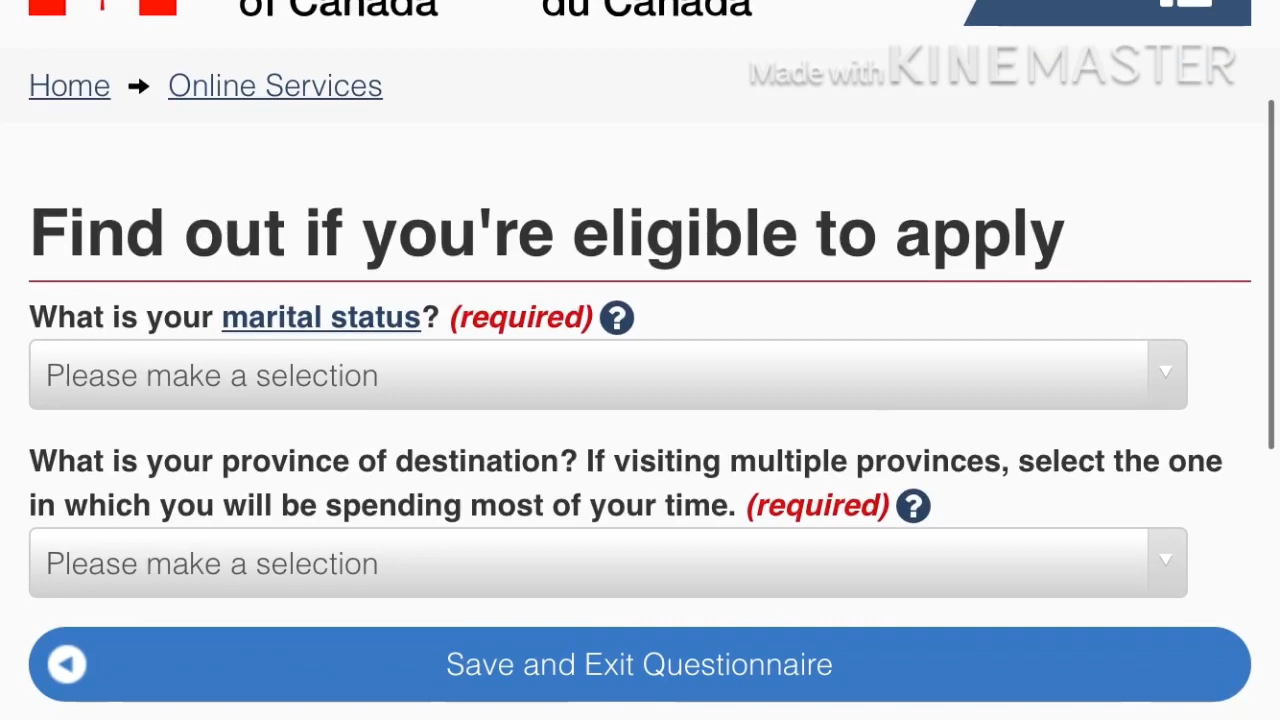 of Canada du Canada
Made with KINEMASTER
Home Online Services
Find out if you're eligible to apply
What is your marital status? (required) ?
Please make a selection
What is your province of destination? If visiting multiple provinces, select the one
in which you will be spending most of your time. (required) ?
Please make a selection
Save and Exit Questionnaire